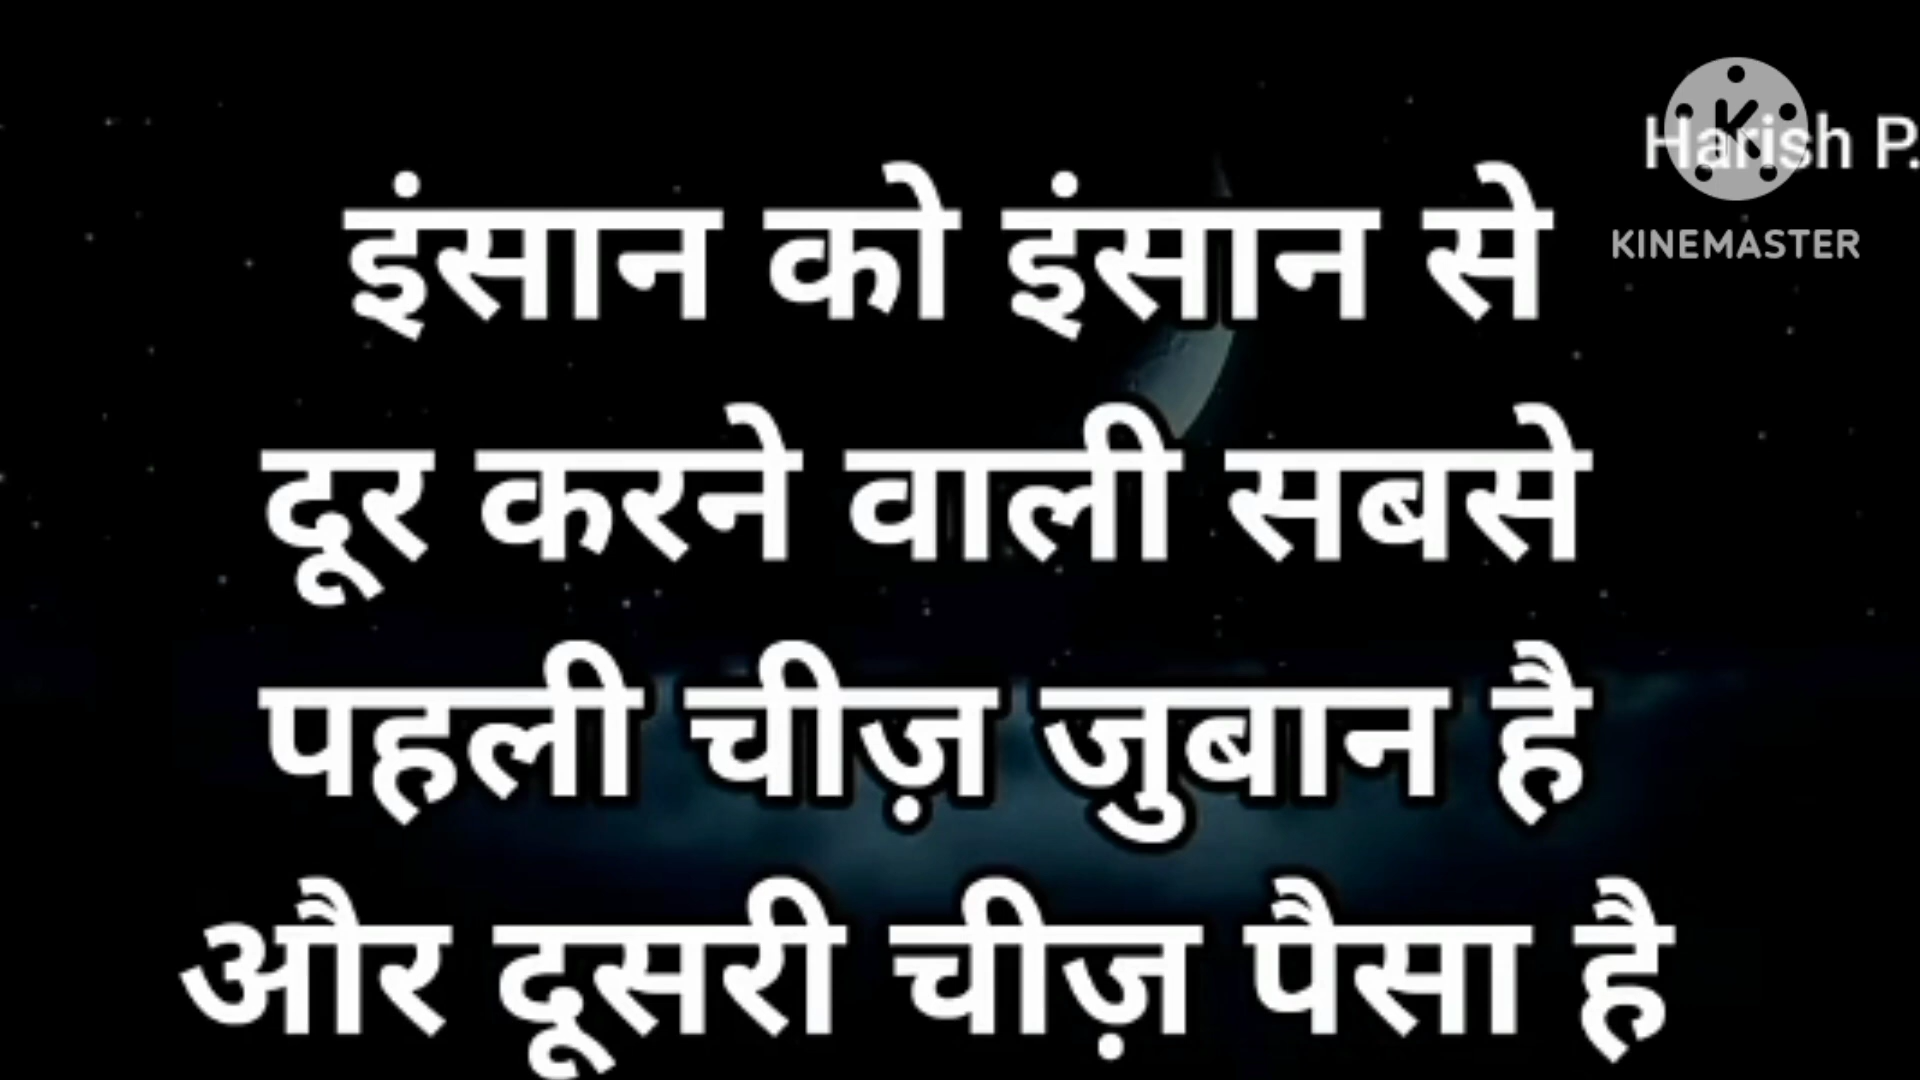 Harish P.
KINEMASTER
इंसान को इंसान से
दूर करने वाली सबसे
पहली चीज़ जुबान है
और दूसरी चीज़ पैसा है